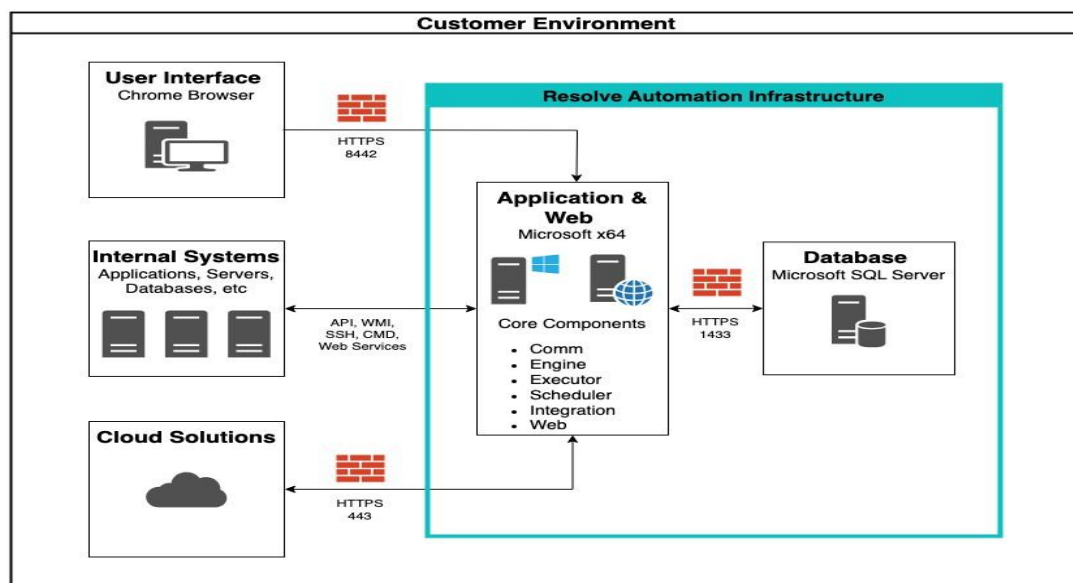 Customer Environment
User Interface
Chrome Browser
HTTPS
8442
Resolve Automation Infrastructure
Application &
Web
Microsoft x64
Core Components
• Comm
• Engine
• Executor
• Scheduler
• Integration
• Web
Internal Systems
Applications, Servers,
Databases, etc
API, WMI,
SSH, CMD,
Web Services
HTTPS
1433
Database
Microsoft SQL Server
Cloud Solutions
HTTPS
443